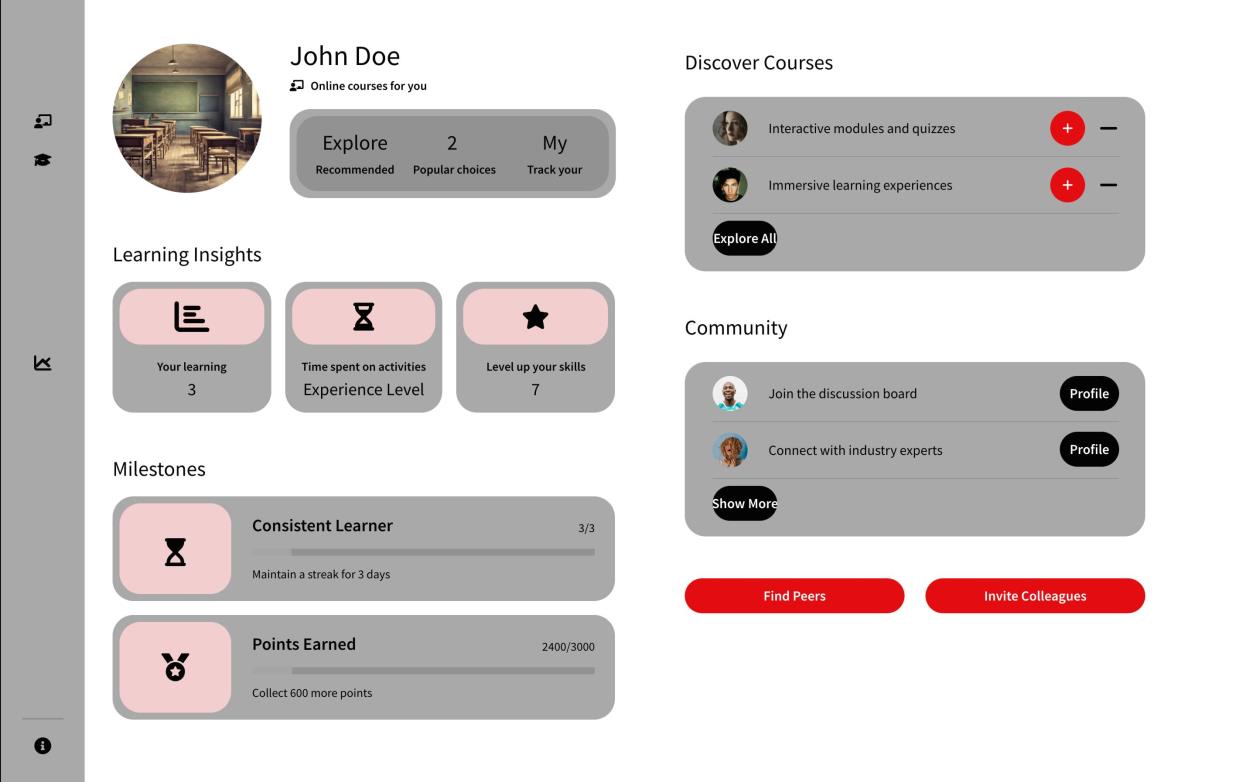 John Doe
Online courses for you
Explore
Recommended
2
Popular choices
My
Track your
Learning Insights
Your learning
3
Time spent on activities
Experience Level
Level up your skills
7
Milestones
Consistent Learner
3/3
Maintain a streak for 3 days
Points Earned
2400/3000
Collect 600 more points
Discover Courses
Interactive modules and quizzes
+
Immersive learning experiences
+
Explore All
Community
Join the discussion board
Profile
Connect with industry experts
Profile
Show More
Find Peers
Invite Colleagues